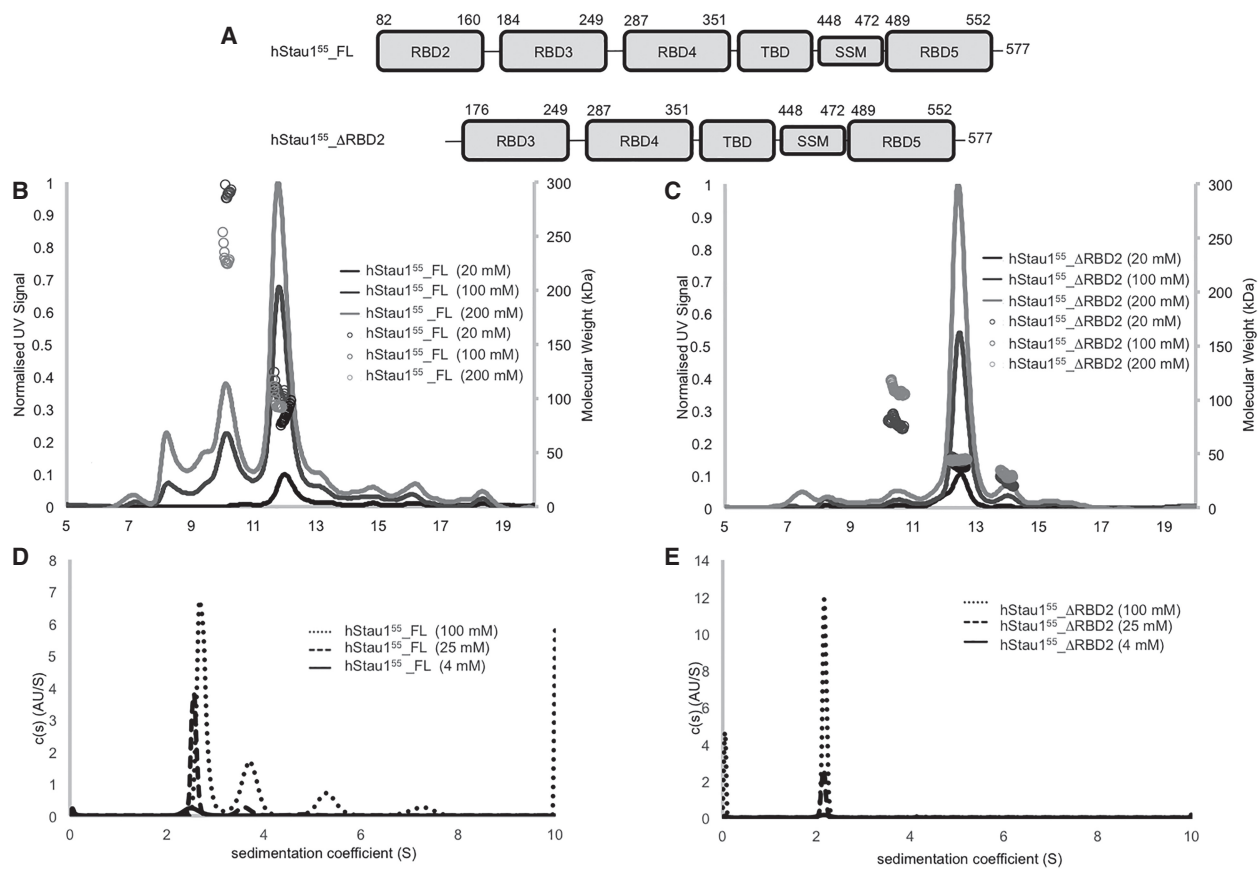 A
82 160 184 249 287 351 448 472 489 552
hStau1⁵⁵_FL RBD2 RBD3 RBD4 TBD SSM RBD5 577
176 249 287 351 448 472 489 552
hStau1⁵⁵_ΔRBD2 RBD3 RBD4 TBD SSM RBD5 577
B
Normalised UV Signal
1
0.9
0.8
0.7
0.6
0.5
0.4
0.3
0.2
0.1
0
5 7 9 11 13 15 17 19
hStau1⁵⁵_FL (20 mM)
hStau1⁵⁵_FL (100 mM)
hStau1⁵⁵_FL (200 mM)
hStau1⁵⁵_FL (20 mM)
hStau1⁵⁵_FL (100 mM)
hStau1⁵⁵_FL (200 mM)
300
250
200
150
100
50
0
Molecular Weight (kDa)
C
Normalised UV Signal
1
0.9
0.8
0.7
0.6
0.5
0.4
0.3
0.2
0.1
0
5 7 9 11 13 15 17 19
hStau1⁵⁵_ΔRBD2 (20 mM)
hStau1⁵⁵_ΔRBD2 (100 mM)
hStau1⁵⁵_ΔRBD2 (200 mM)
hStau1⁵⁵_ΔRBD2 (20 mM)
hStau1⁵⁵_ΔRBD2 (100 mM)
hStau1⁵⁵_ΔRBD2 (200 mM)
300
250
200
150
100
50
0
Molecular Weight (kDa)
D
c(s) (AU/S)
8
7
6
5
4
3
2
1
0
0 2 4 6 8 10
sedimentation coefficient (S)
hStau1⁵⁵_FL (100 mM)
hStau1⁵⁵_FL (25 mM)
hStau1⁵⁵_FL (4 mM)
E
c(s) (AU/S)
14
12
10
8
6
4
2
0
0 2 4 6 8 10
sedimentation coefficient (S)
hStau1⁵⁵_ΔRBD2 (100 mM)
hStau1⁵⁵_ΔRBD2 (25 mM)
hStau1⁵⁵_ΔRBD2 (4 mM)